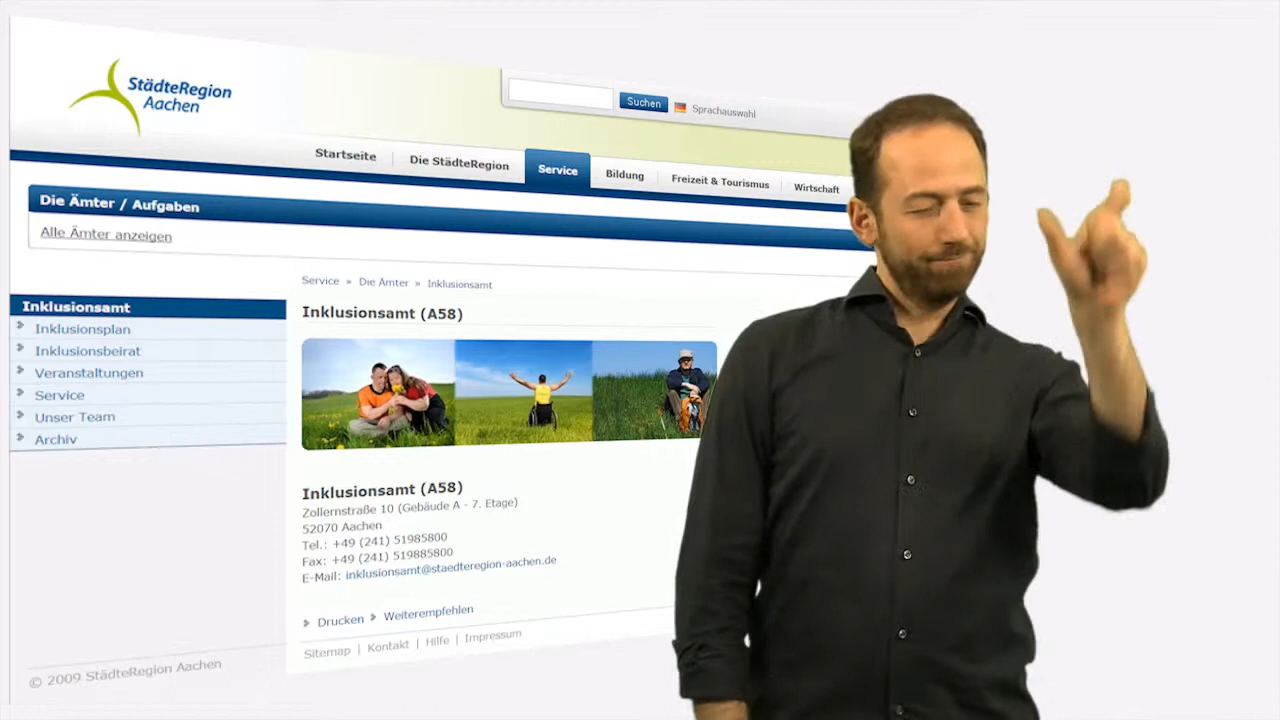 StädteRegion
Aachen
Suchen
Sprachauswahl
Startseite
Die StädteRegion
Service
Bildung
Freizeit & Tourismus
Wirtschaft
Die Ämter / Aufgaben
Alle Ämter anzeigen
Service » Die Ämter » Inklusionsamt
Inklusionsamt
Inklusionsplan
Inklusionsbeirat
Veranstaltungen
Service
Unser Team
Archiv
Inklusionsamt (A58)
Inklusionsamt (A58)
Zollernstraße 10 (Gebäude A - 7. Etage)
52070 Aachen
Tel.: +49 (241) 51985800
Fax: +49 (241) 519885800
E-Mail: inklusionsamt@staedteregion-aachen.de
Drucken Weiterempfehlen
Sitemap | Kontakt | Hilfe | Impressum
© 2009 StädteRegion Aachen